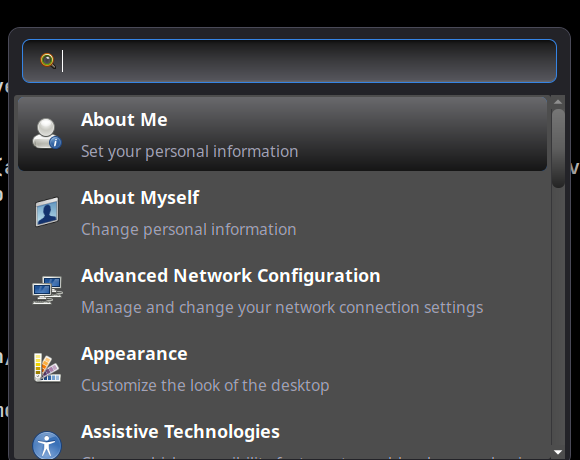 About Me
Set your personal information
About Myself
Change personal information
Advanced Network Configuration
Manage and change your network connection settings
Appearance
Customize the look of the desktop
Assistive Technologies